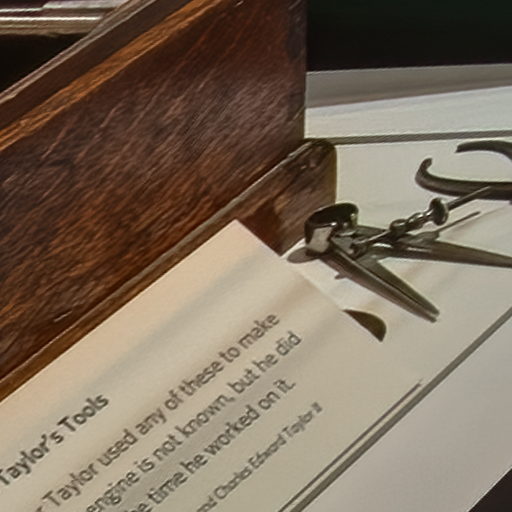 Taylor's Tools
Taylor used any of these to make
engine is not known, but he did
time he worked on it.
Charles Edward Taylor II